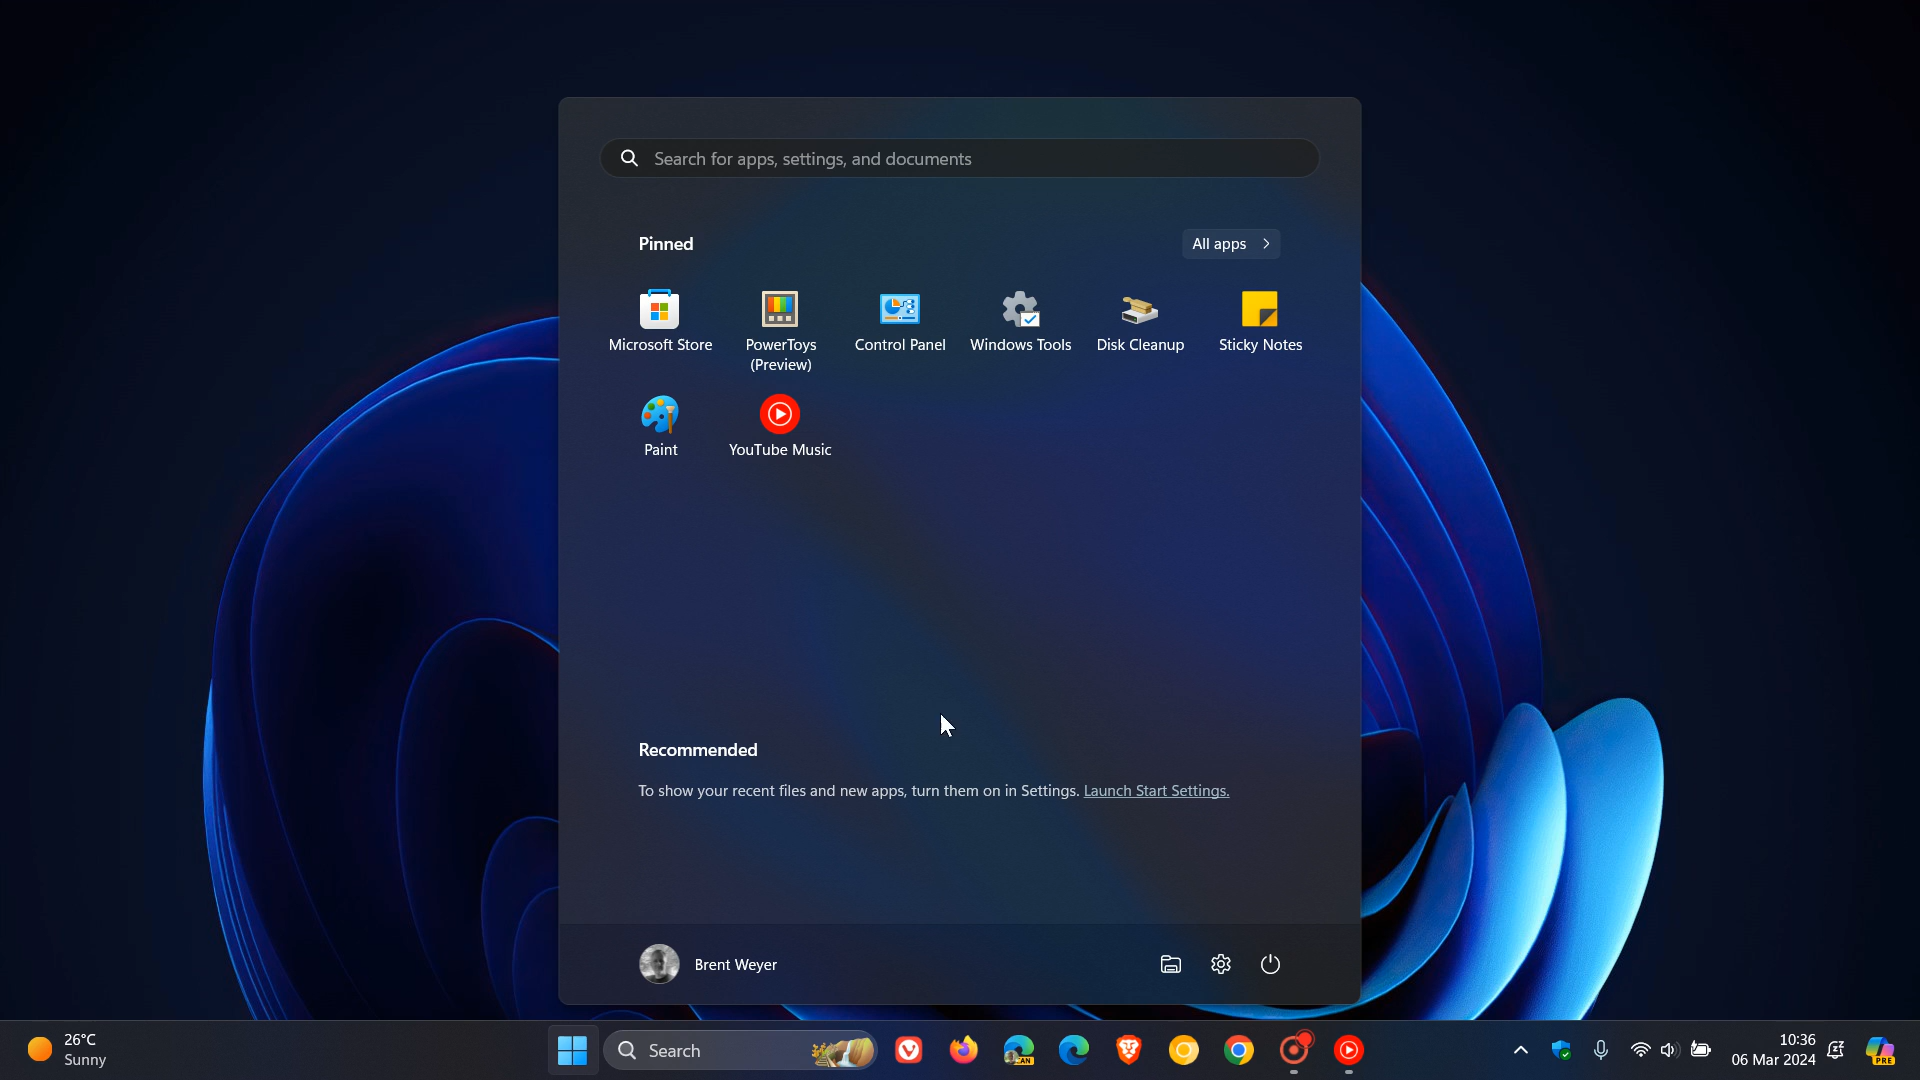 Search for apps, settings, and documents
Pinned
All apps
Microsoft Store
PowerToys
(Preview)
Control Panel
Windows Tools
Disk Cleanup
Sticky Notes
Paint
YouTube Music
Recommended
To show your recent files and new apps, turn them on in Settings. Launch Start Settings.
Brent Weyer
26°C
Sunny
Search
CAN
10:36
06 Mar 2024
PRE